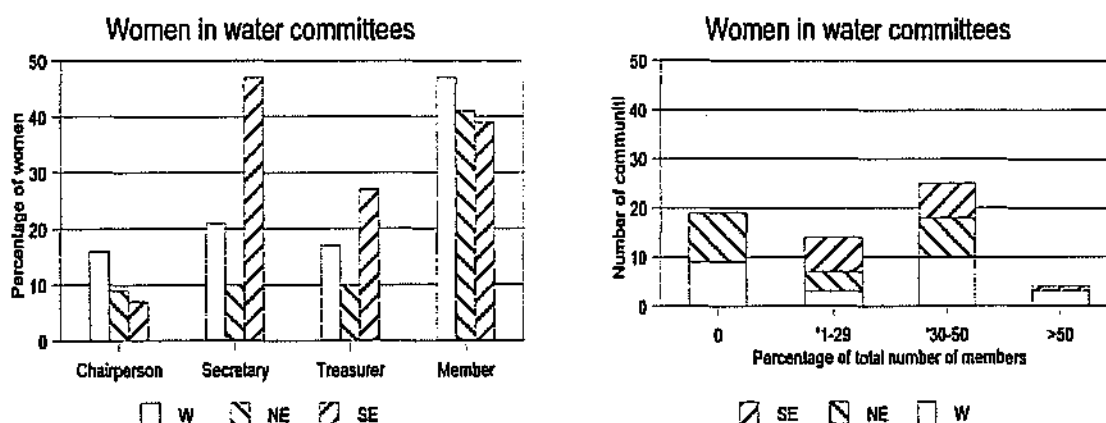 Women in water committees
Percentage of women
50
40
30
20
10
0
Chairperson
Secretary
Treasurer
Member
W
NE
SE
Women in water committees
Number of communiti
50
40
30
20
10
0
0
'1-29
'30-50
>50
Percentage of total number of members
SE
NE
W